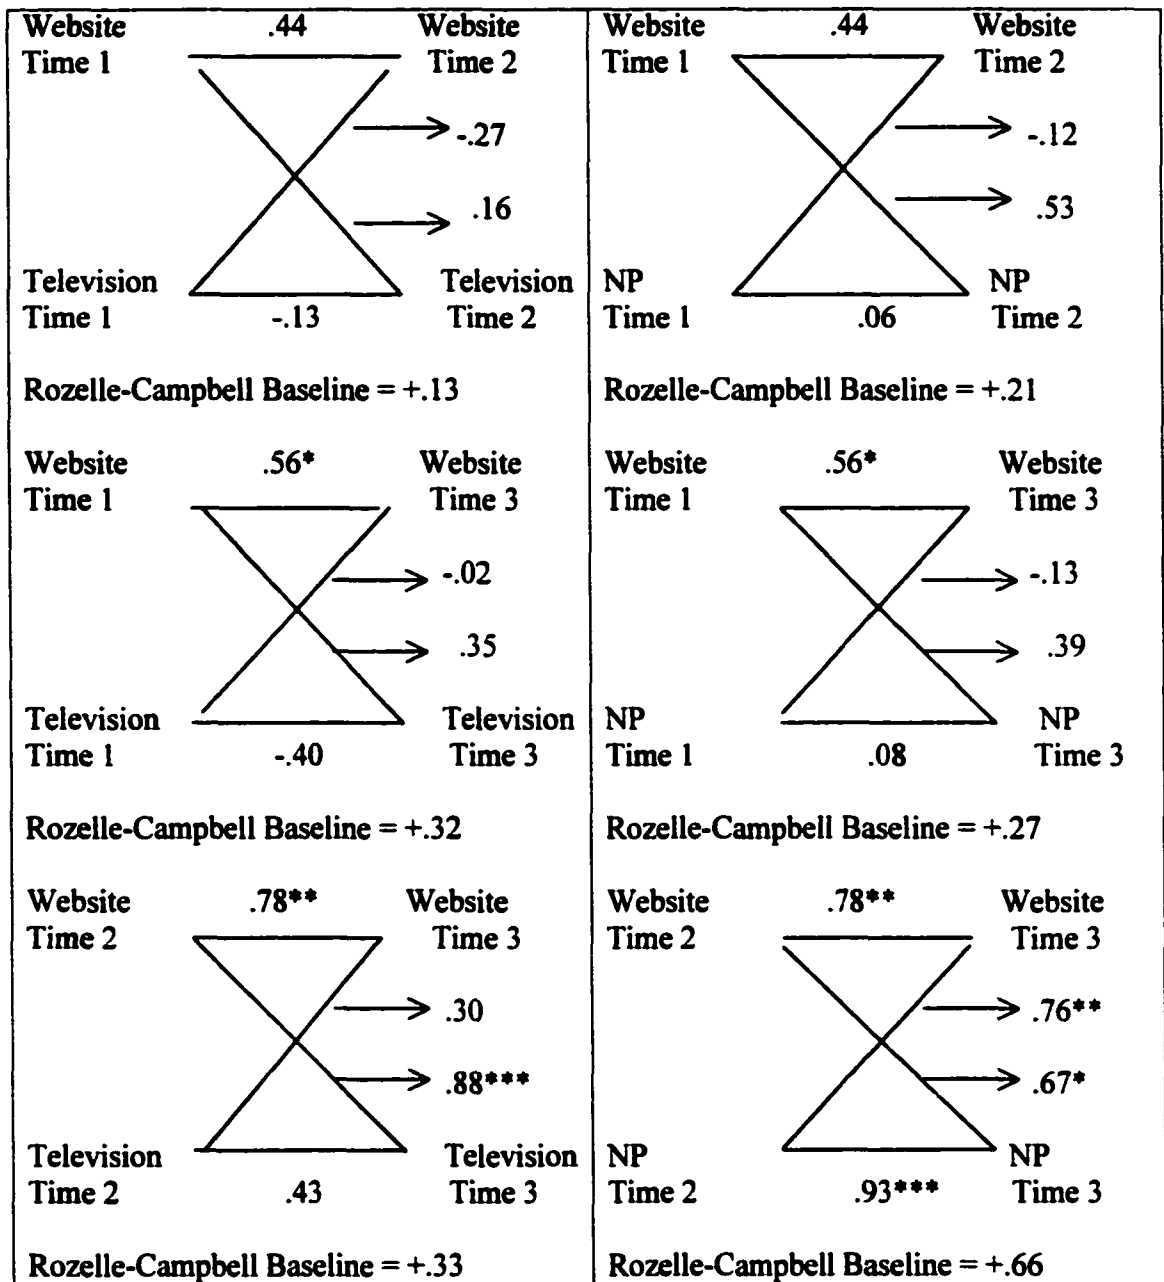 Website .44 Website
Time 1 Time 2
-.27
.16
Television Television
Time 1 -.13 Time 2
Rozelle-Campbell Baseline = +.13
Website .44 Website
Time 1 Time 2
-.12
.53
NP NP
Time 1 .06 Time 2
Rozelle-Campbell Baseline = +.21
Website .56* Website
Time 1 Time 3
-.02
.35
Television Television
Time 1 -.40 Time 3
Rozelle-Campbell Baseline = +.32
Website .56* Website
Time 1 Time 3
-.13
.39
NP NP
Time 1 .08 Time 3
Rozelle-Campbell Baseline = +.27
Website .78** Website
Time 2 Time 3
.30
.88***
Television Television
Time 2 .43 Time 3
Rozelle-Campbell Baseline = +.33
Website .78** Website
Time 2 Time 3
.76**
.67*
NP NP
Time 2 .93*** Time 3
Rozelle-Campbell Baseline = +.66